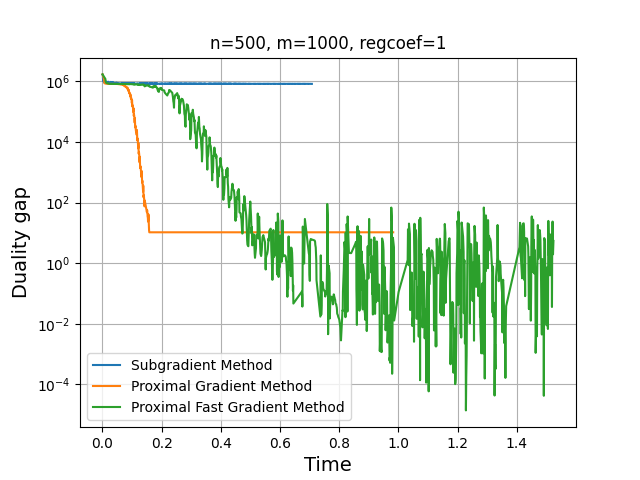 n=500, m=1000, regcoef=1
Duality gap
10^6
10^4
10^2
10^0
10^−2
10^−4
Subgradient Method
Proximal Gradient Method
Proximal Fast Gradient Method
0.0 0.2 0.4 0.6 0.8 1.0 1.2 1.4
Time